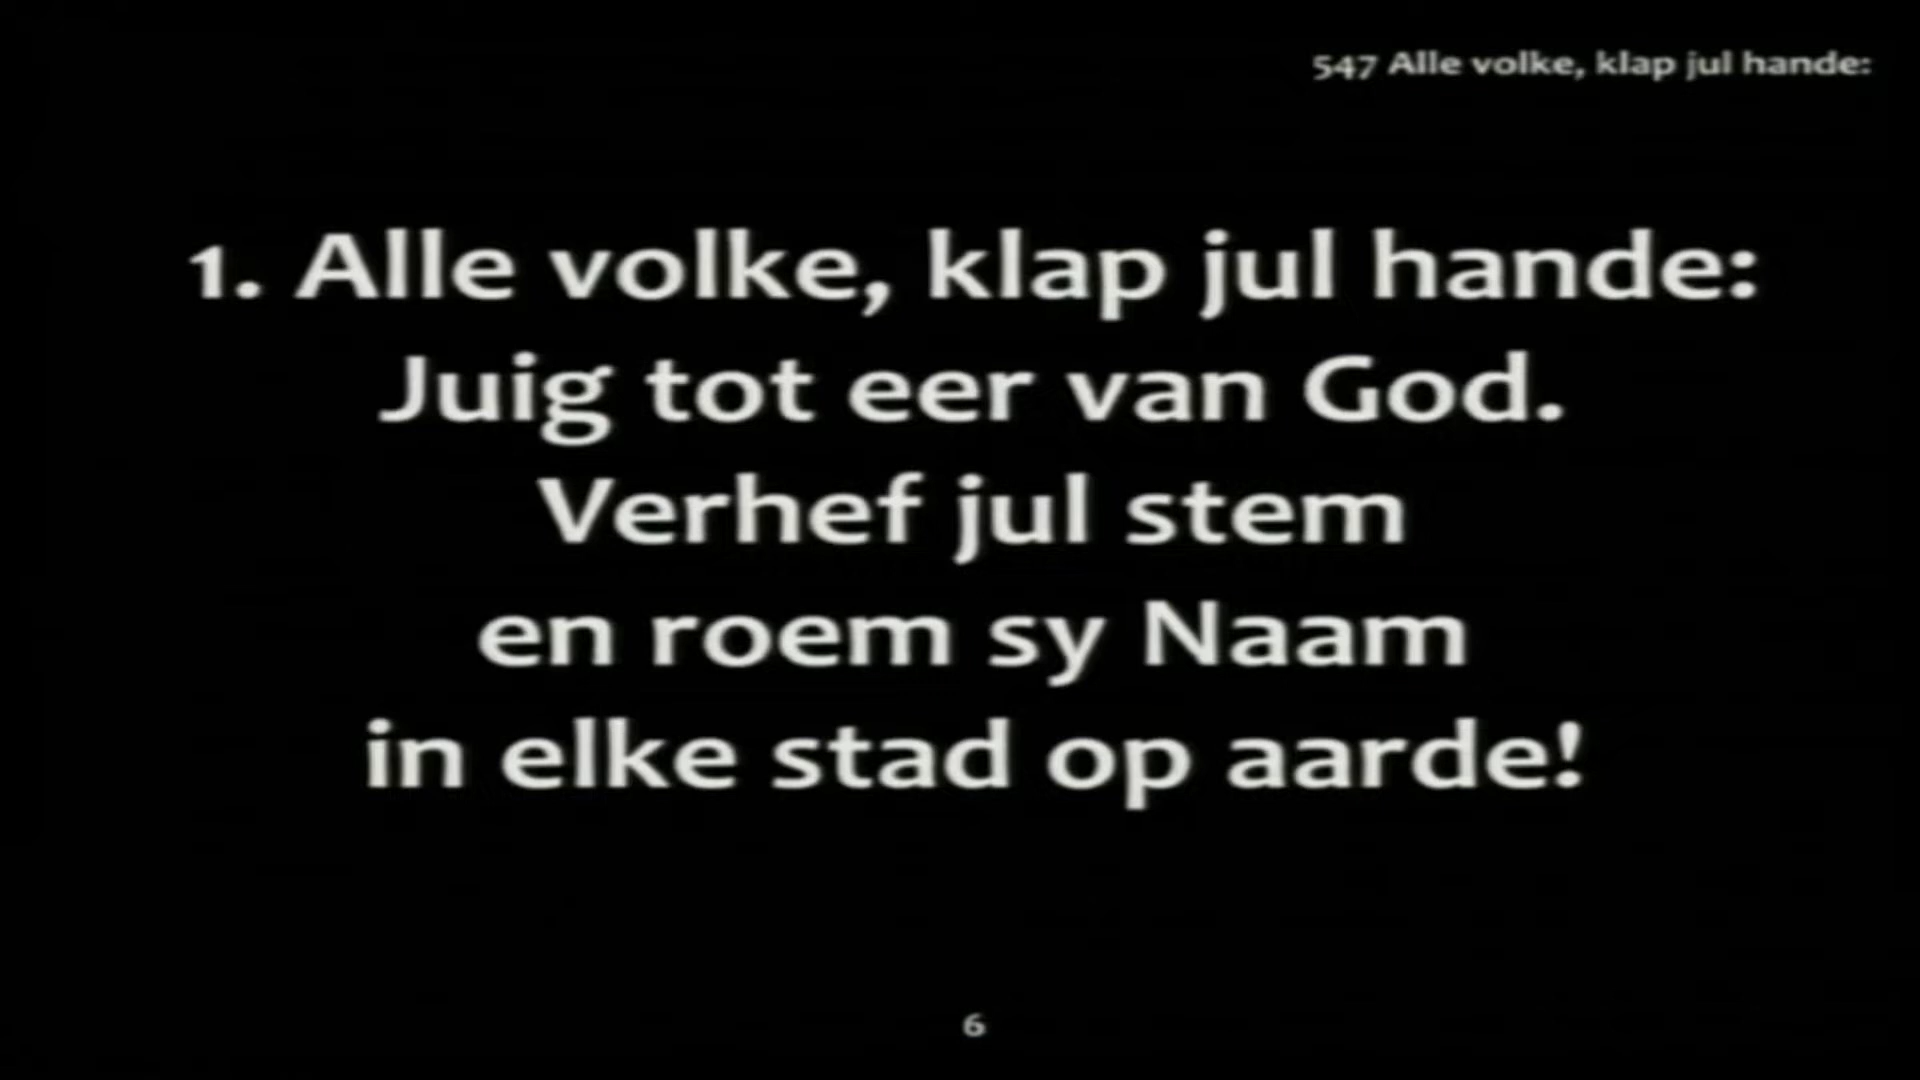 547 Alle volke, klap jul hande:
1. Alle volke, klap jul hande:
Juig tot eer van God.
Verhef jul stem
en roem sy Naam
in elke stad op aarde!
6